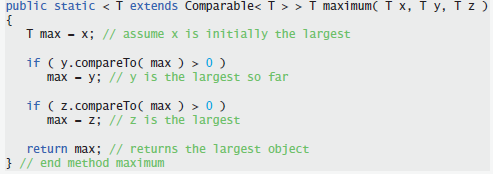 public static < T extends Comparable< T > > T maximum( T x, T y, T z )
{
T max = x; // assume x is initially the largest
if ( y.compareTo( max ) > 0 )
max = y; // y is the largest so far
if ( z.compareTo( max ) > 0 )
max = z; // z is the largest
return max; // returns the largest object
} // end method maximum